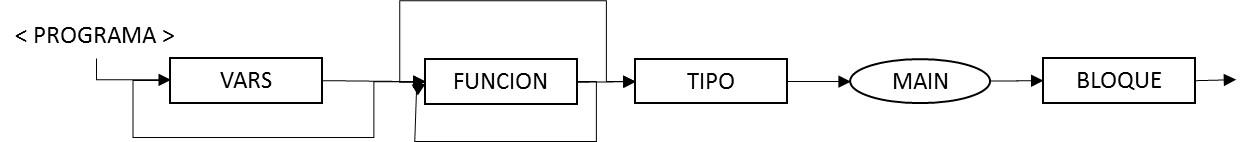 < PROGRAMA >
VARS
FUNCION
TIPO
MAIN
BLOQUE